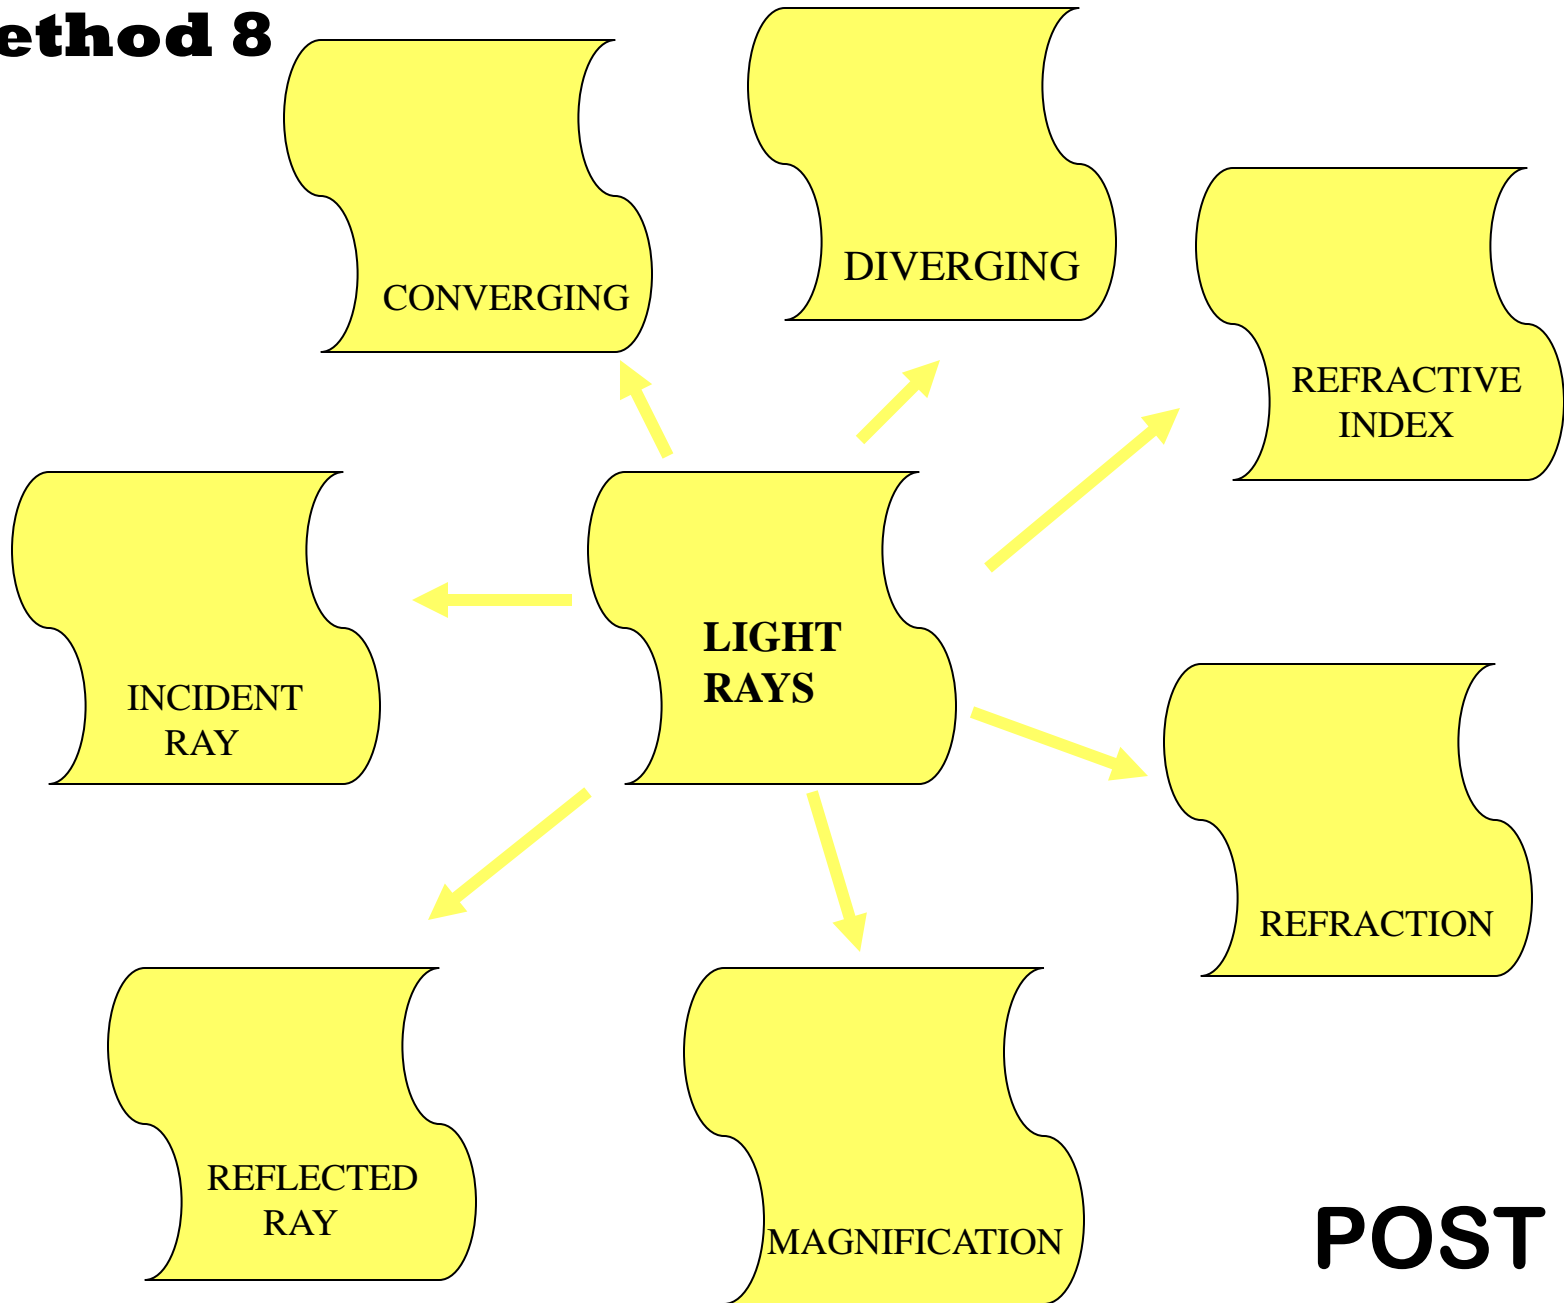 ethod 8
DIVERGING
CONVERGING
REFRACTIVE
INDEX
LIGHT
RAYS
INCIDENT
RAY
REFRACTION
REFLECTED
RAY
MAGNIFICATION
POST